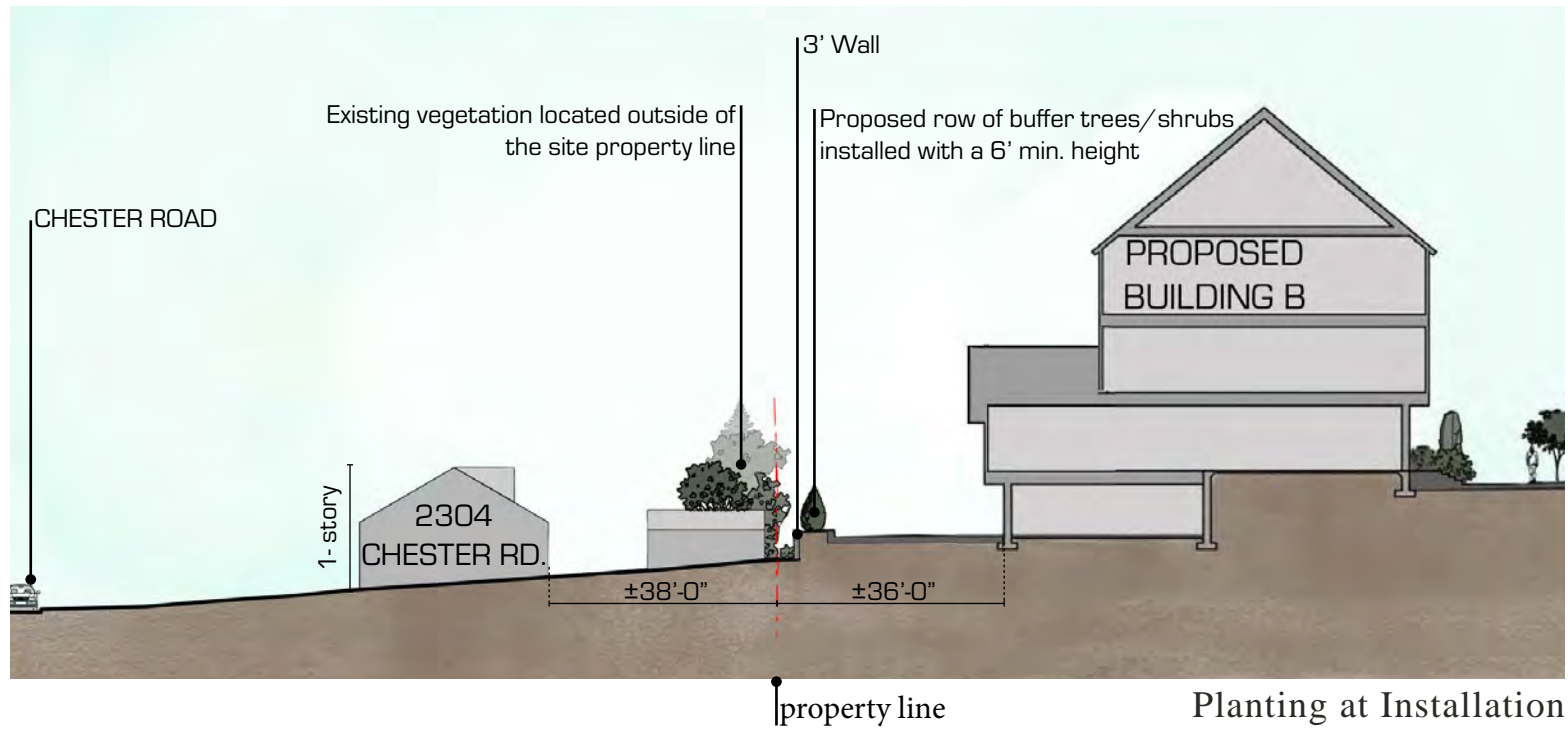 3' Wall
Existing vegetation located outside of
the site property line
Proposed row of buffer trees/shrubs
installed with a 6' min. height
CHESTER ROAD
PROPOSED
BUILDING B
1- story
2304
CHESTER RD.
±38'-0"
±36'-0"
property line
Planting at Installation